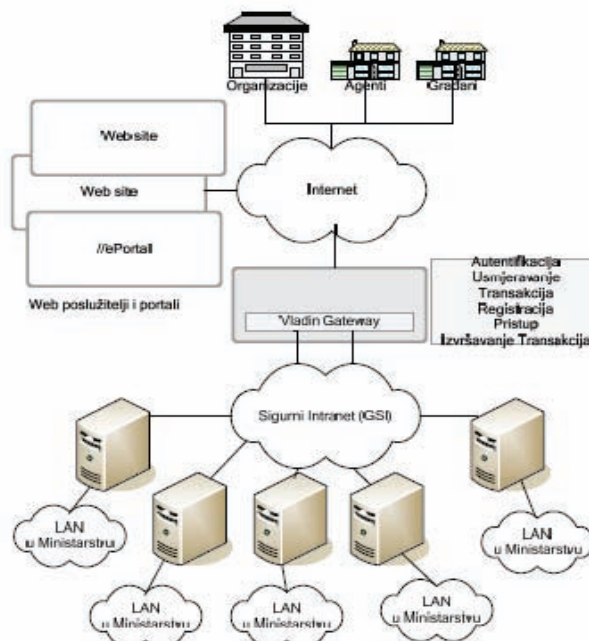 Organizacije
Agenti
Građani
Web site
Web site
//ePortali
Web poslužitelji i portali
Internet
Vladin Gateway
Autentifikacija
Usmjeravanje
Transakcija
Registracija
Pristup
Izvršavanje Transakcija
Sigurni Intranet (GSI)
LAN
u Ministarstvu
LAN
u Ministarstvu
LAN
u Ministarstvu
LAN
u Ministarstvu
LAN
u Ministarstvu